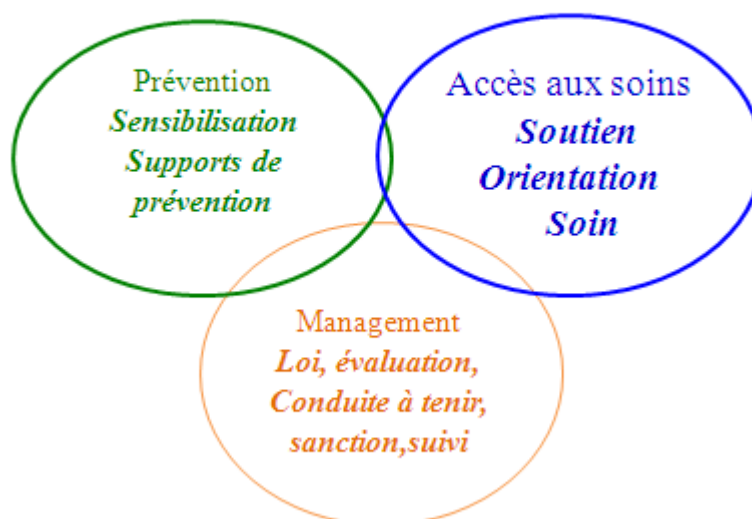 Prévention
Sensibilisation
Supports de
prévention
Accès aux soins
Soutien
Orientation
Soin
Management
Loi, évaluation,
Conduite à tenir,
sanction,suivi